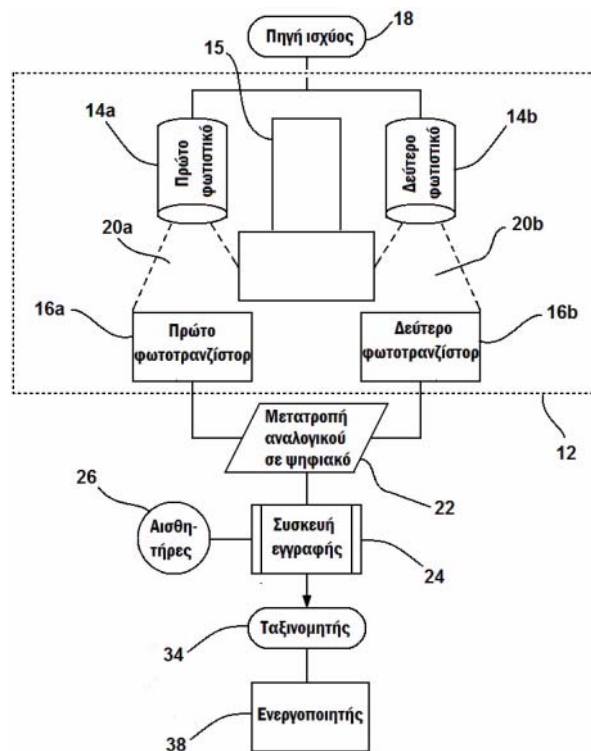 Πηγή ισχύος
18
15
14a
14b
Πρώτο
φωτιστικό
Δεύτερο
φωτιστικό
20a
20b
16a
16b
Πρώτο
φωτοτρανζίστορ
Δεύτερο
φωτοτρανζίστορ
Μετατροπή
αναλογικού
σε ψηφιακό
12
22
26
Αισθη-
τήρες
Συσκευή
εγγραφής
24
Ταξινομητής
34
Ενεργοποιητής
38